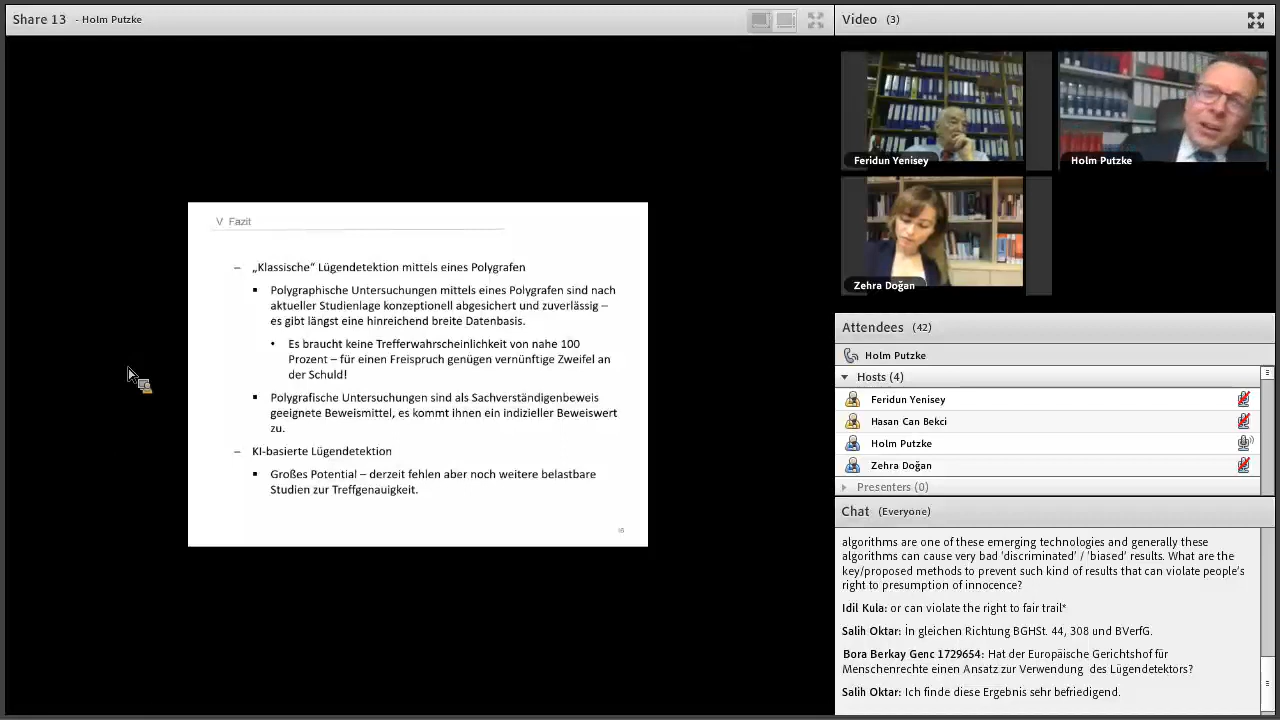 Share 13 - Holm Putzke
V Fazit
– „Klassische“ Lügendetektion mittels eines Polygrafen
▪ Polygraphische Untersuchungen mittels eines Polygrafen sind nach
aktueller Studienlage konzeptionell abgesichert und zuverlässig –
es gibt längst eine hinreichend breite Datenbasis.
• Es braucht keine Trefferwahrscheinlichkeit von nahe 100
Prozent – für einen Freispruch genügen vernünftige Zweifel an
der Schuld!
▪ Polygrafische Untersuchungen sind als Sachverständigenbeweis
geeignete Beweismittel, es kommt ihnen ein indizieller Beweiswert
zu.
– KI-basierte Lügendetektion
▪ Großes Potential – derzeit fehlen aber noch weitere belastbare
Studien zur Treffgenauigkeit.
Video (3)
Feridun Yenisey
Holm Putzke
Zehra Doğan
Attendees (42)
Holm Putzke
Hosts (4)
Feridun Yenisey
Hasan Can Bekci
Holm Putzke
Zehra Doğan
Presenters (0)
Chat (Everyone)
algorithms are one of these emerging technologies and generally these
algorithms can cause very bad 'discriminated' / 'biased' results. What are the
key/proposed methods to prevent such kind of results that can violate people's
right to presumption of innocence?
Idil Kula: or can violate the right to fair trail*
Salih Oktar: İn gleichen Richtung BGHSt. 44, 308 und BVerfG.
Bora Berkay Genc 1729654: Hat der Europäische Gerichtshof für
Menschenrechte einen Ansatz zur Verwendung des Lügendetektors?
Salih Oktar: Ich finde diese Ergebnis sehr befriedigend.